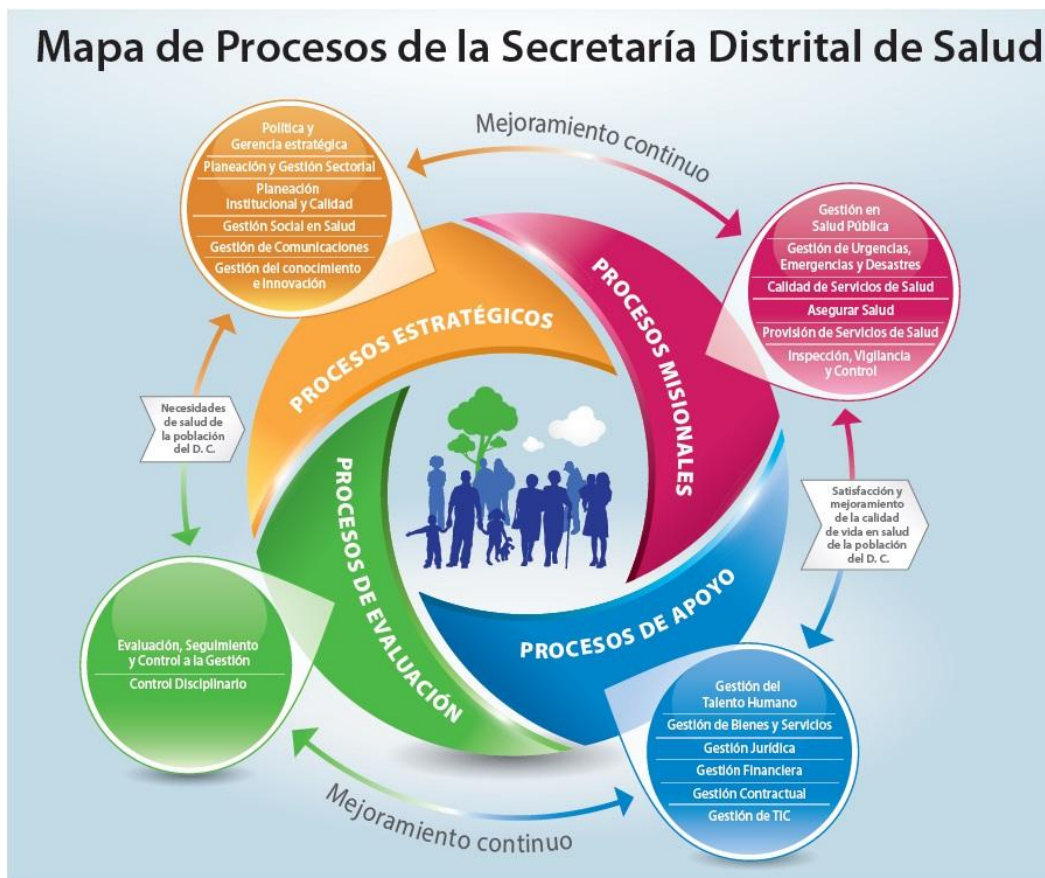 Mapa de Procesos de la Secretaría Distrital de Salud
Mejoramiento continuo
Política y
Gerencia estratégica
Planeación y Gestión Sectorial
Planeación
Institucional y Calidad
Gestión Social en Salud
Gestión de Comunicaciones
Gestión del conocimiento
e Innovación
PROCESOS ESTRATÉGICOS
PROCESOS MISIONALES
Gestión en
Salud Pública
Gestión de Urgencias,
Emergencias y Desastres
Calidad de Servicios de Salud
Asegurar Salud
Provisión de Servicios de Salud
Inspección, Vigilancia
y Control
Necesidades
de salud de
la población
del D. C.
Satisfacción y
mejoramiento
de la calidad
de vida en salud
de la población
del D. C.
PROCESOS DE EVALUACIÓN
PROCESOS DE APOYO
Evaluación, Seguimiento
y Control a la Gestión
Control Disciplinario
Gestión del
Talento Humano
Gestión de Bienes y Servicios
Gestión Jurídica
Gestión Financiera
Gestión Contractual
Gestión de TIC
Mejoramiento continuo